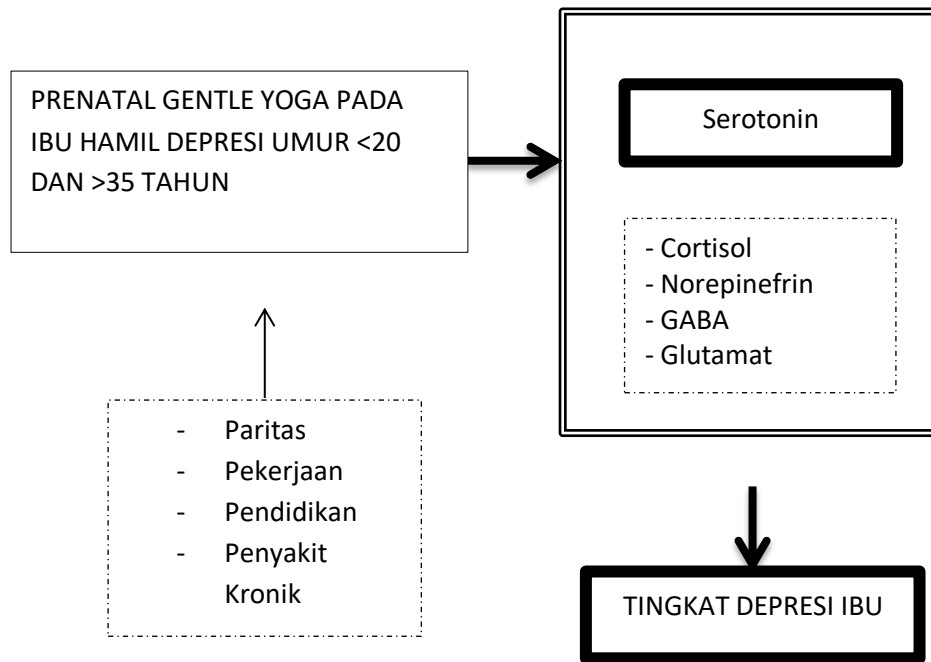 PRENATAL GENTLE YOGA PADA
IBU HAMIL DEPRESI UMUR <20
DAN >35 TAHUN
Serotonin
- Cortisol
- Norepinefrin
- GABA
- Glutamat
- Paritas
- Pekerjaan
- Pendidikan
- Penyakit
Kronik
TINGKAT DEPRESI IBU